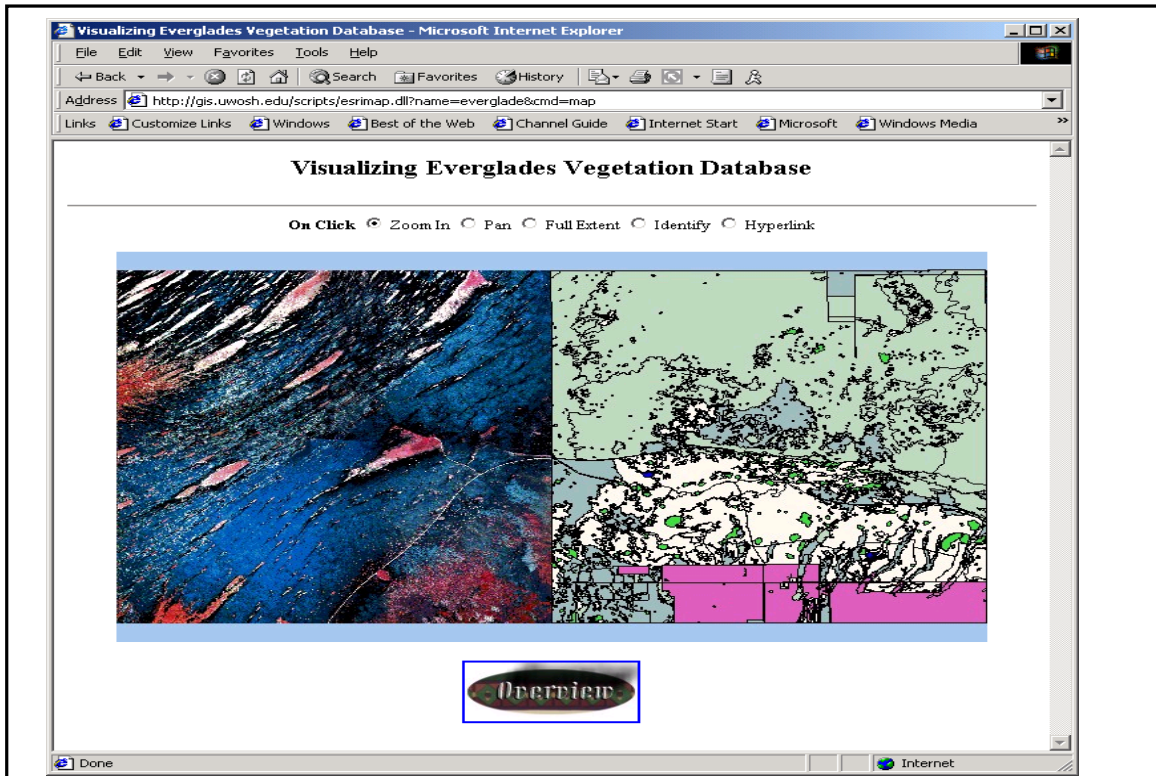 Visualizing Everglades Vegetation Database - Microsoft Internet Explorer
File Edit View Favorites Tools Help
Back Search Favorites History
Address http://gis.uwosh.edu/scripts/esrimap.dll?name=everglade&cmd=map
Links Customize Links Windows Best of the Web Channel Guide Internet Start Microsoft Windows Media »
Visualizing Everglades Vegetation Database
On Click Zoom In Pan Full Extent Identify Hyperlink
Overview
Done Internet